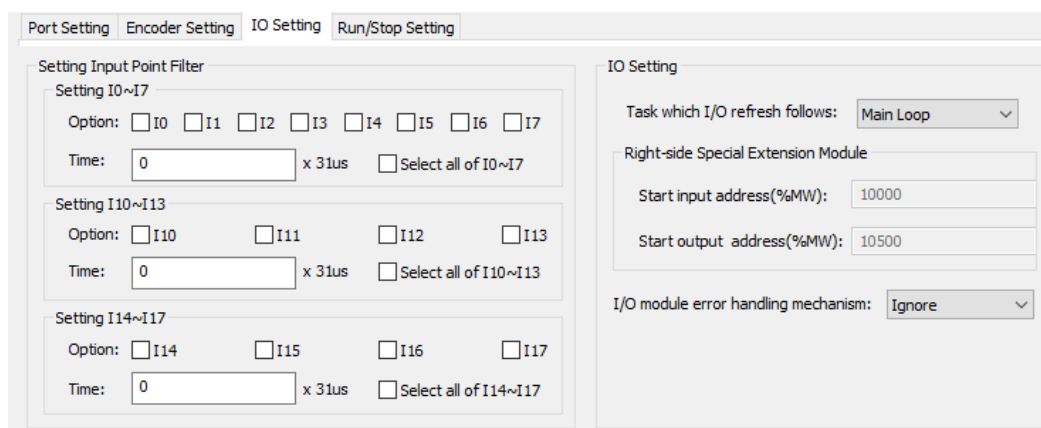 Port Setting Encoder Setting IO Setting Run/Stop Setting
Setting Input Point Filter
Setting I0~I7
Option: I0 I1 I2 I3 I4 I5 I6 I7
Time: 0 x 31us Select all of I0~I7
Setting I10~I13
Option: I10 I11 I12 I13
Time: 0 x 31us Select all of I10~I13
Setting I14~I17
Option: I14 I15 I16 I17
Time: 0 x 31us Select all of I14~I17
IO Setting
Task which I/O refresh follows: Main Loop
Right-side Special Extension Module
Start input address(%MW): 10000
Start output address(%MW): 10500
I/O module error handling mechanism: Ignore